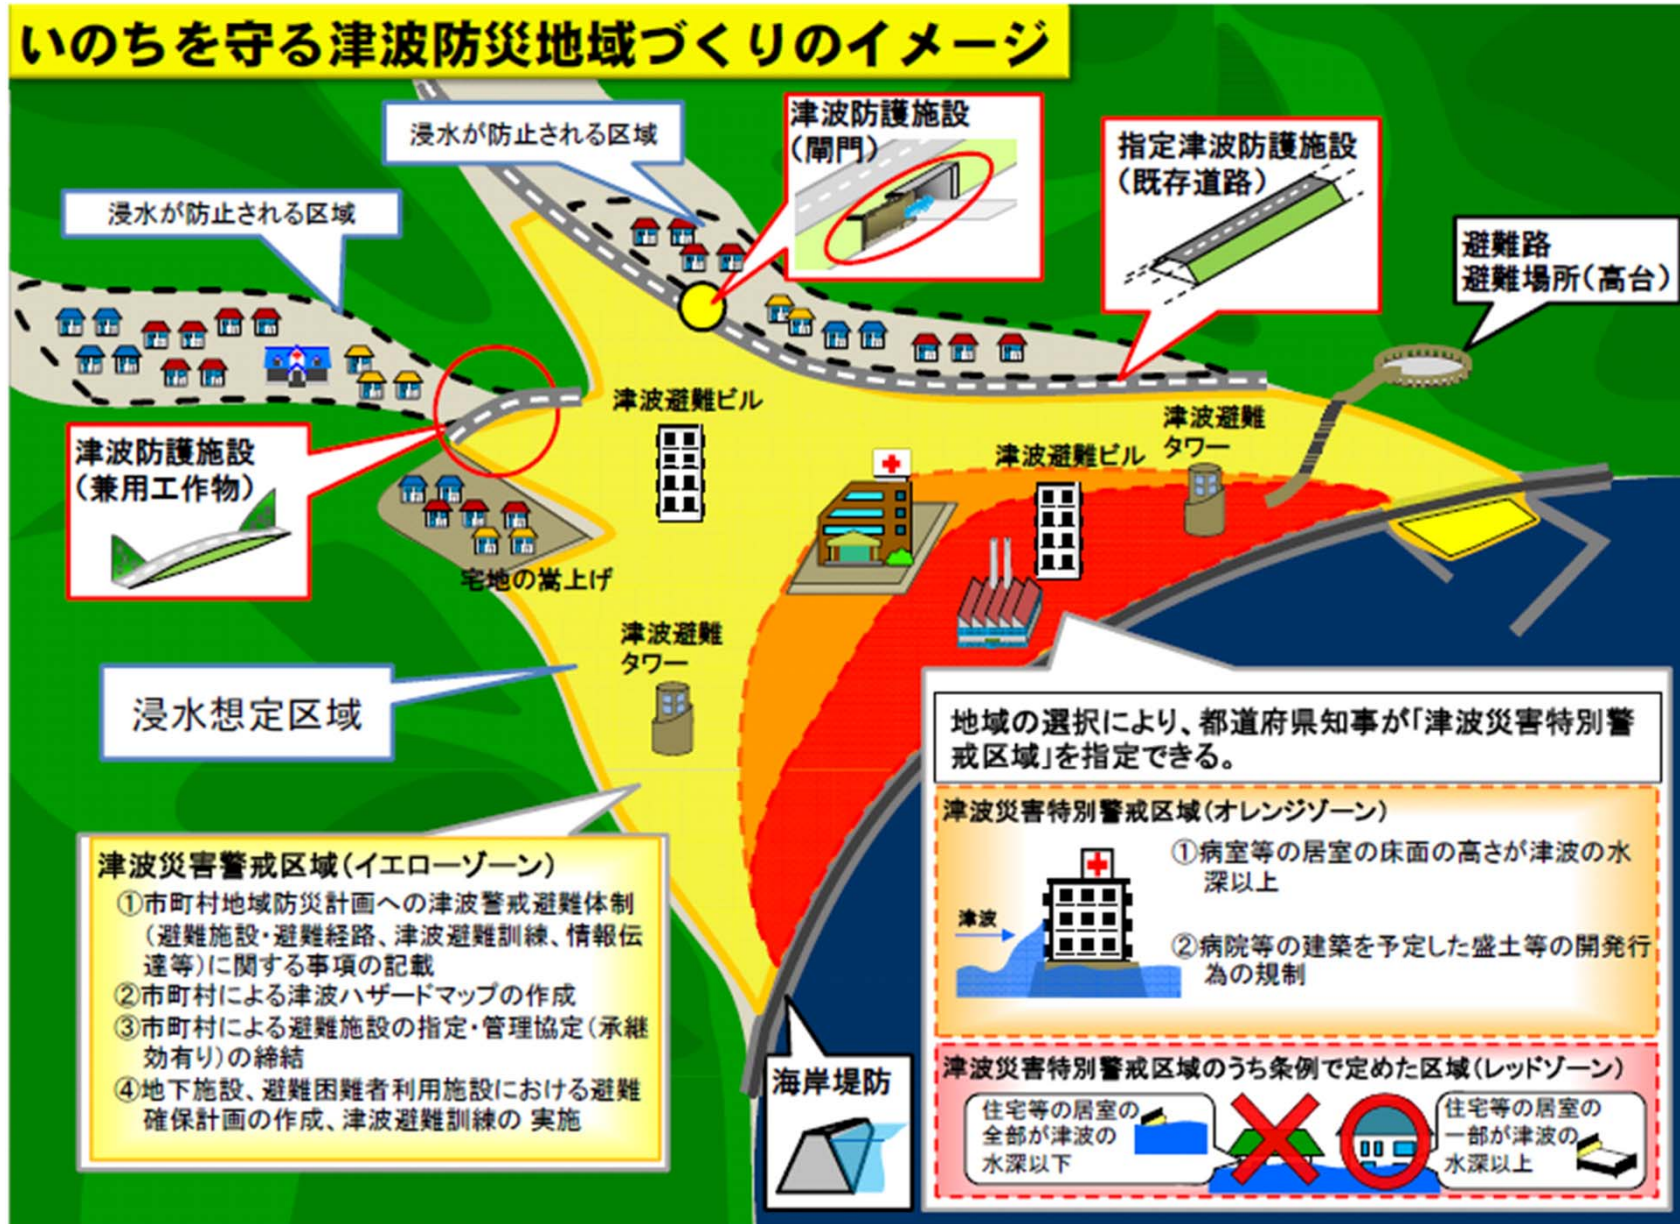 いのちを守る津波防災地域づくりのイメージ
浸水が防止される区域
浸水が防止される区域
津波防護施設
（閘門）
指定津波防護施設
（既存道路）
避難路
避難場所（高台）
津波避難ビル
津波避難
タワー
津波避難ビル
津波防護施設
（兼用工作物）
宅地の嵩上げ
津波避難
タワー
浸水想定区域
地域の選択により、都道府県知事が「津波災害特別警
戒区域」を指定できる。
津波災害特別警戒区域（オレンジゾーン）
①病室等の居室の床面の高さが津波の水
深以上
津波
②病院等の建築を予定した盛土等の開発行
為の規制
津波災害特別警戒区域のうち条例で定めた区域（レッドゾーン）
住宅等の居室の
全部が津波の
水深以下
住宅等の居室の
一部が津波の
水深以上
津波災害警戒区域（イエローゾーン）
①市町村地域防災計画への津波警戒避難体制
（避難施設・避難経路、津波避難訓練、情報伝
達等）に関する事項の記載
②市町村による津波ハザードマップの作成
③市町村による避難施設の指定・管理協定（承継
効有り）の締結
④地下施設、避難困難者利用施設における避難
確保計画の作成、津波避難訓練の 実施
海岸堤防